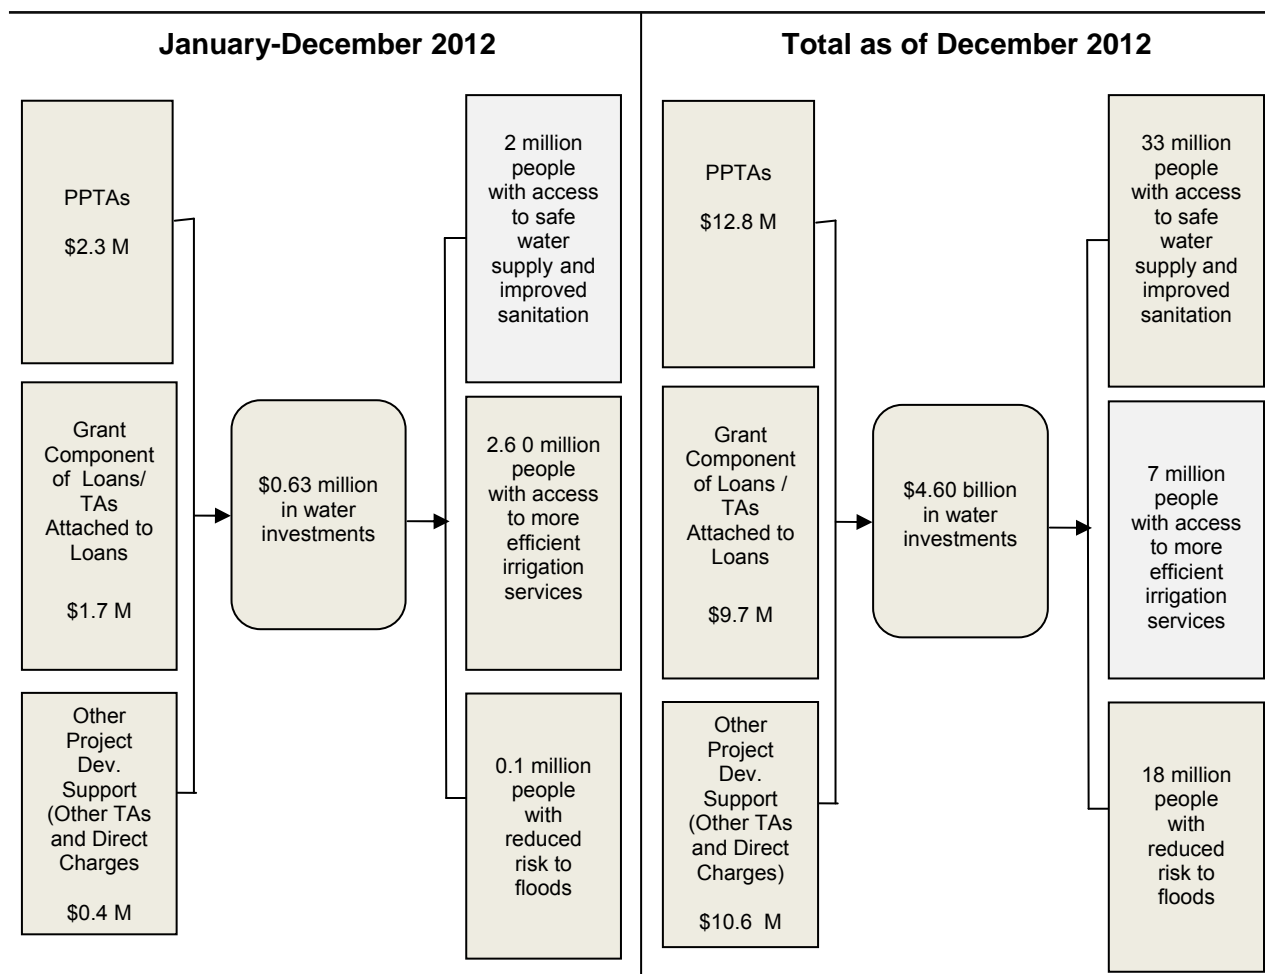 January-December 2012
PPTAs
$2.3 M
Grant
Component
of Loans/
TAs
Attached to
Loans
$1.7 M
Other
Project
Dev.
Support
(Other TAs
and Direct
Charges
$0.4 M
$0.63 million
in water
investments
2 million
people
with access
to safe
water
supply and
improved
sanitation
2.6 0 million
people
with access
to more
efficient
irrigation
services
0.1 million
people
with
reduced
risk to
floods
Total as of December 2012
PPTAs
$12.8 M
Grant
Component
of Loans /
TAs
Attached to
Loans
$9.7 M
Other
Project
Dev.
Support
(Other TAs
and Direct
Charges)
$10.6 M
$4.60 billion
in water
investments
33 million
people
with access
to safe
water
supply and
improved
sanitation
7 million
people
with access
to more
efficient
irrigation
services
18 million
people
with
reduced
risk to
floods